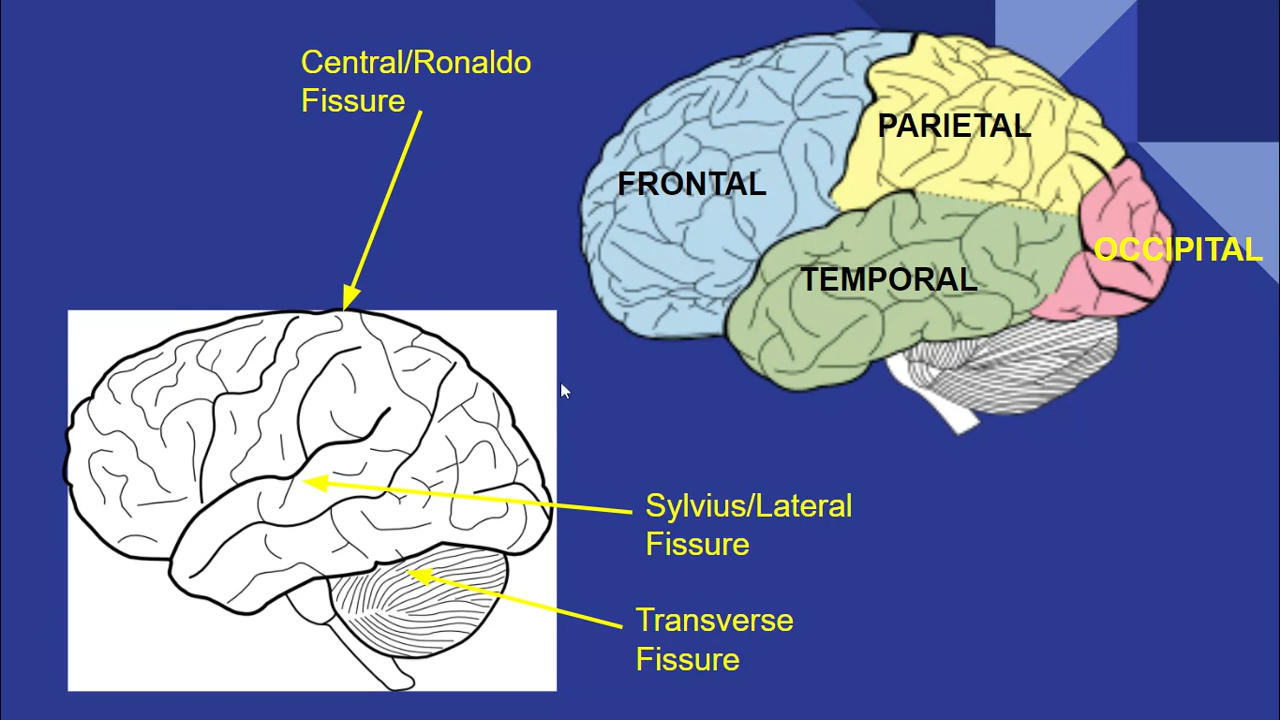 Central/Ronaldo
Fissure
PARIETAL
FRONTAL
OCCIPITAL
TEMPORAL
Sylvius/Lateral
Fissure
Transverse
Fissure